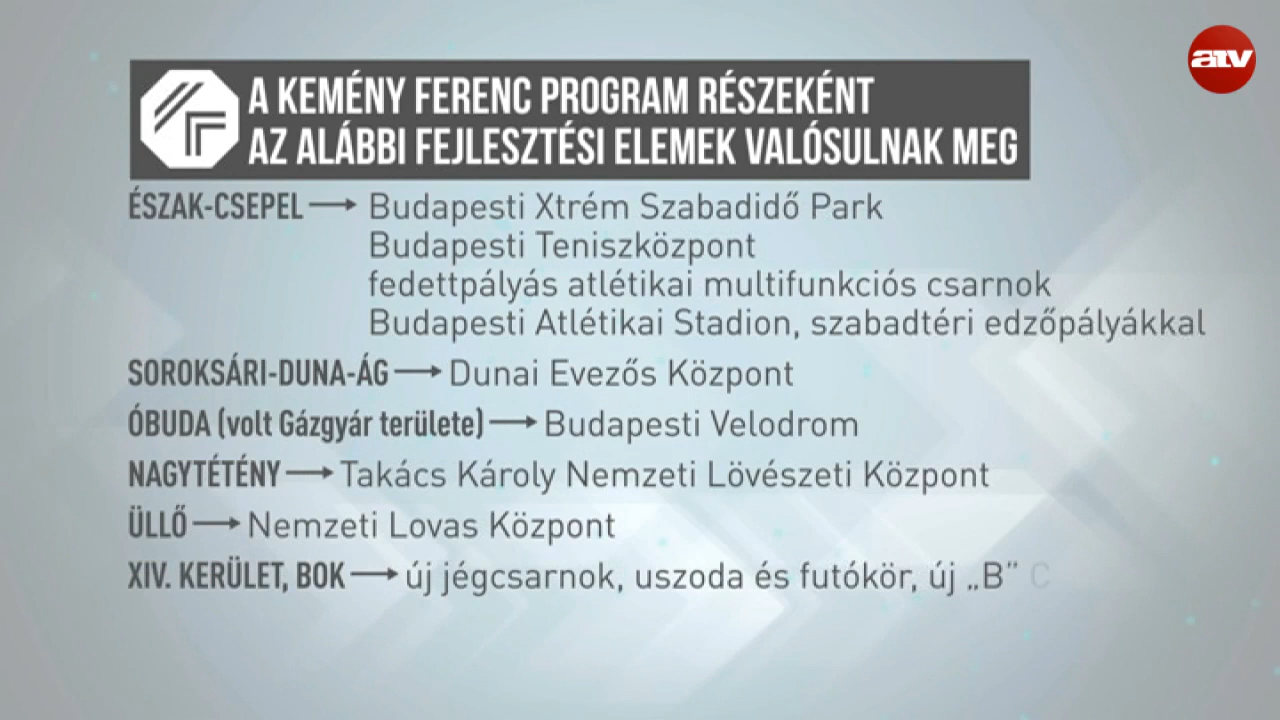 atv
A KEMÉNY FERENC PROGRAM RÉSZEKÉNT
AZ ALÁBBI FEJLESZTÉSI ELEMEK VALÓSULNAK MEG
ÉSZAK-CSEPEL → Budapesti Xtrém Szabadidő Park
Budapesti Teniszközpont
fedettpályás atlétikai multifunkciós csarnok
Budapesti Atlétikai Stadion, szabadtéri edzőpályákkal
SOROKSÁRI-DUNA-ÁG → Dunai Evezős Központ
ÓBUDA (volt Gázgyár területe) → Budapesti Velodrom
NAGYTÉTÉNY → Takács Károly Nemzeti Lövészeti Központ
ÜLLŐ → Nemzeti Lovas Központ
XIV. KERÜLET, BOK → új jégcsarnok, uszoda és futókör, új „B” C